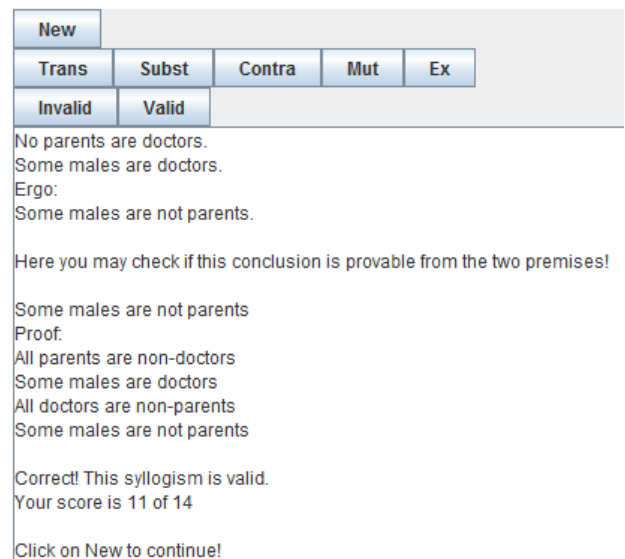 New
Trans Subst Contra Mut Ex
Invalid Valid
No parents are doctors.
Some males are doctors.
Ergo:
Some males are not parents.
Here you may check if this conclusion is provable from the two premises!
Some males are not parents
Proof:
All parents are non-doctors
Some males are doctors
All doctors are non-parents
Some males are not parents
Correct! This syllogism is valid.
Your score is 11 of 14
Click on New to continue!